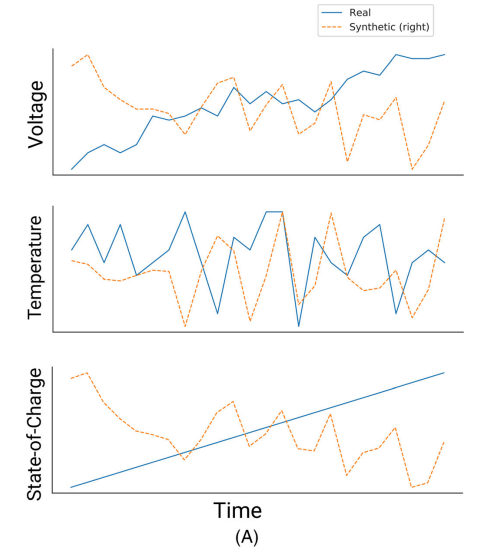 Real
Synthetic (right)
Voltage
Temperature
State-of-Charge
Time
(A)